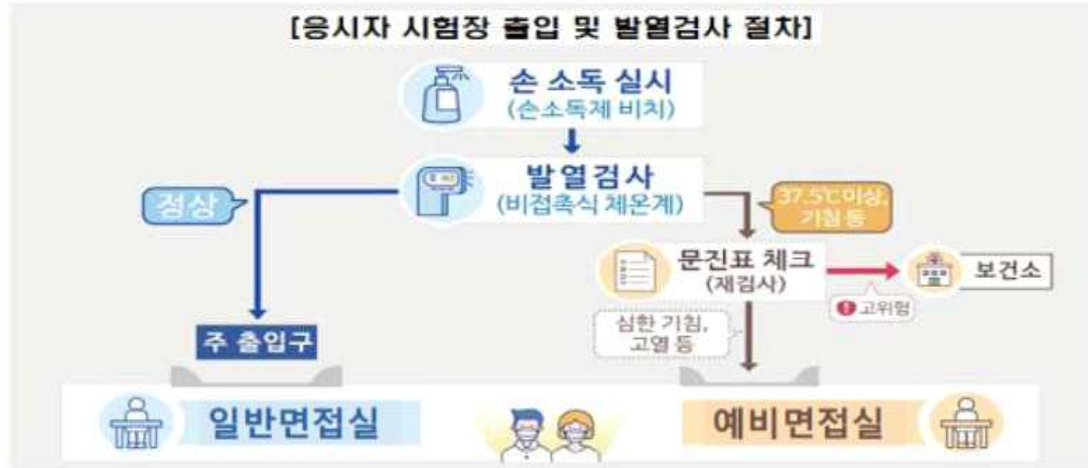 [응시자 시험장 출입 및 발열검사 절차]
손 소독 실시
(손소독제 비치)
발열검사
(비접촉식 체온계)
정상
37.5℃이상,
기침 등
문진표 체크
(재검사)
보건소
고위험
심한 기침,
고열 등
주 출입구
일반면접실
예비면접실